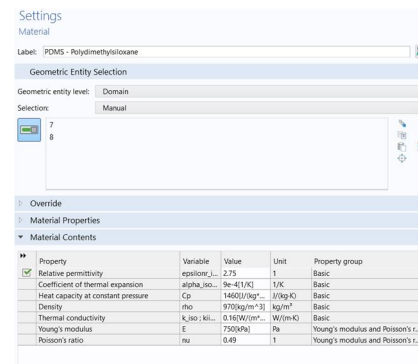 Settings
Material
Label: PDMS - Polydimethylsiloxane
Geometric Entity Selection
Geometric entity level: Domain
Selection: Manual
7
8
Override
Material Properties
Material Contents
Property Variable Value Unit Property group
Relative permittivity epsilonr_i... 2.75 1 Basic
Coefficient of thermal expansion alpha_iso... 9e-4[1/K] 1/K Basic
Heat capacity at constant pressure Cp 1460[J/(kg*... J/(kg·K) Basic
Density rho 970[kg/m^3] kg/m³ Basic
Thermal conductivity k_iso ; kii... 0.16[W/(m*... W/(m·K) Basic
Young's modulus E 750[kPa] Pa Young's modulus and Poisson's r...
Poisson's ratio nu 0.49 1 Young's modulus and Poisson's r...